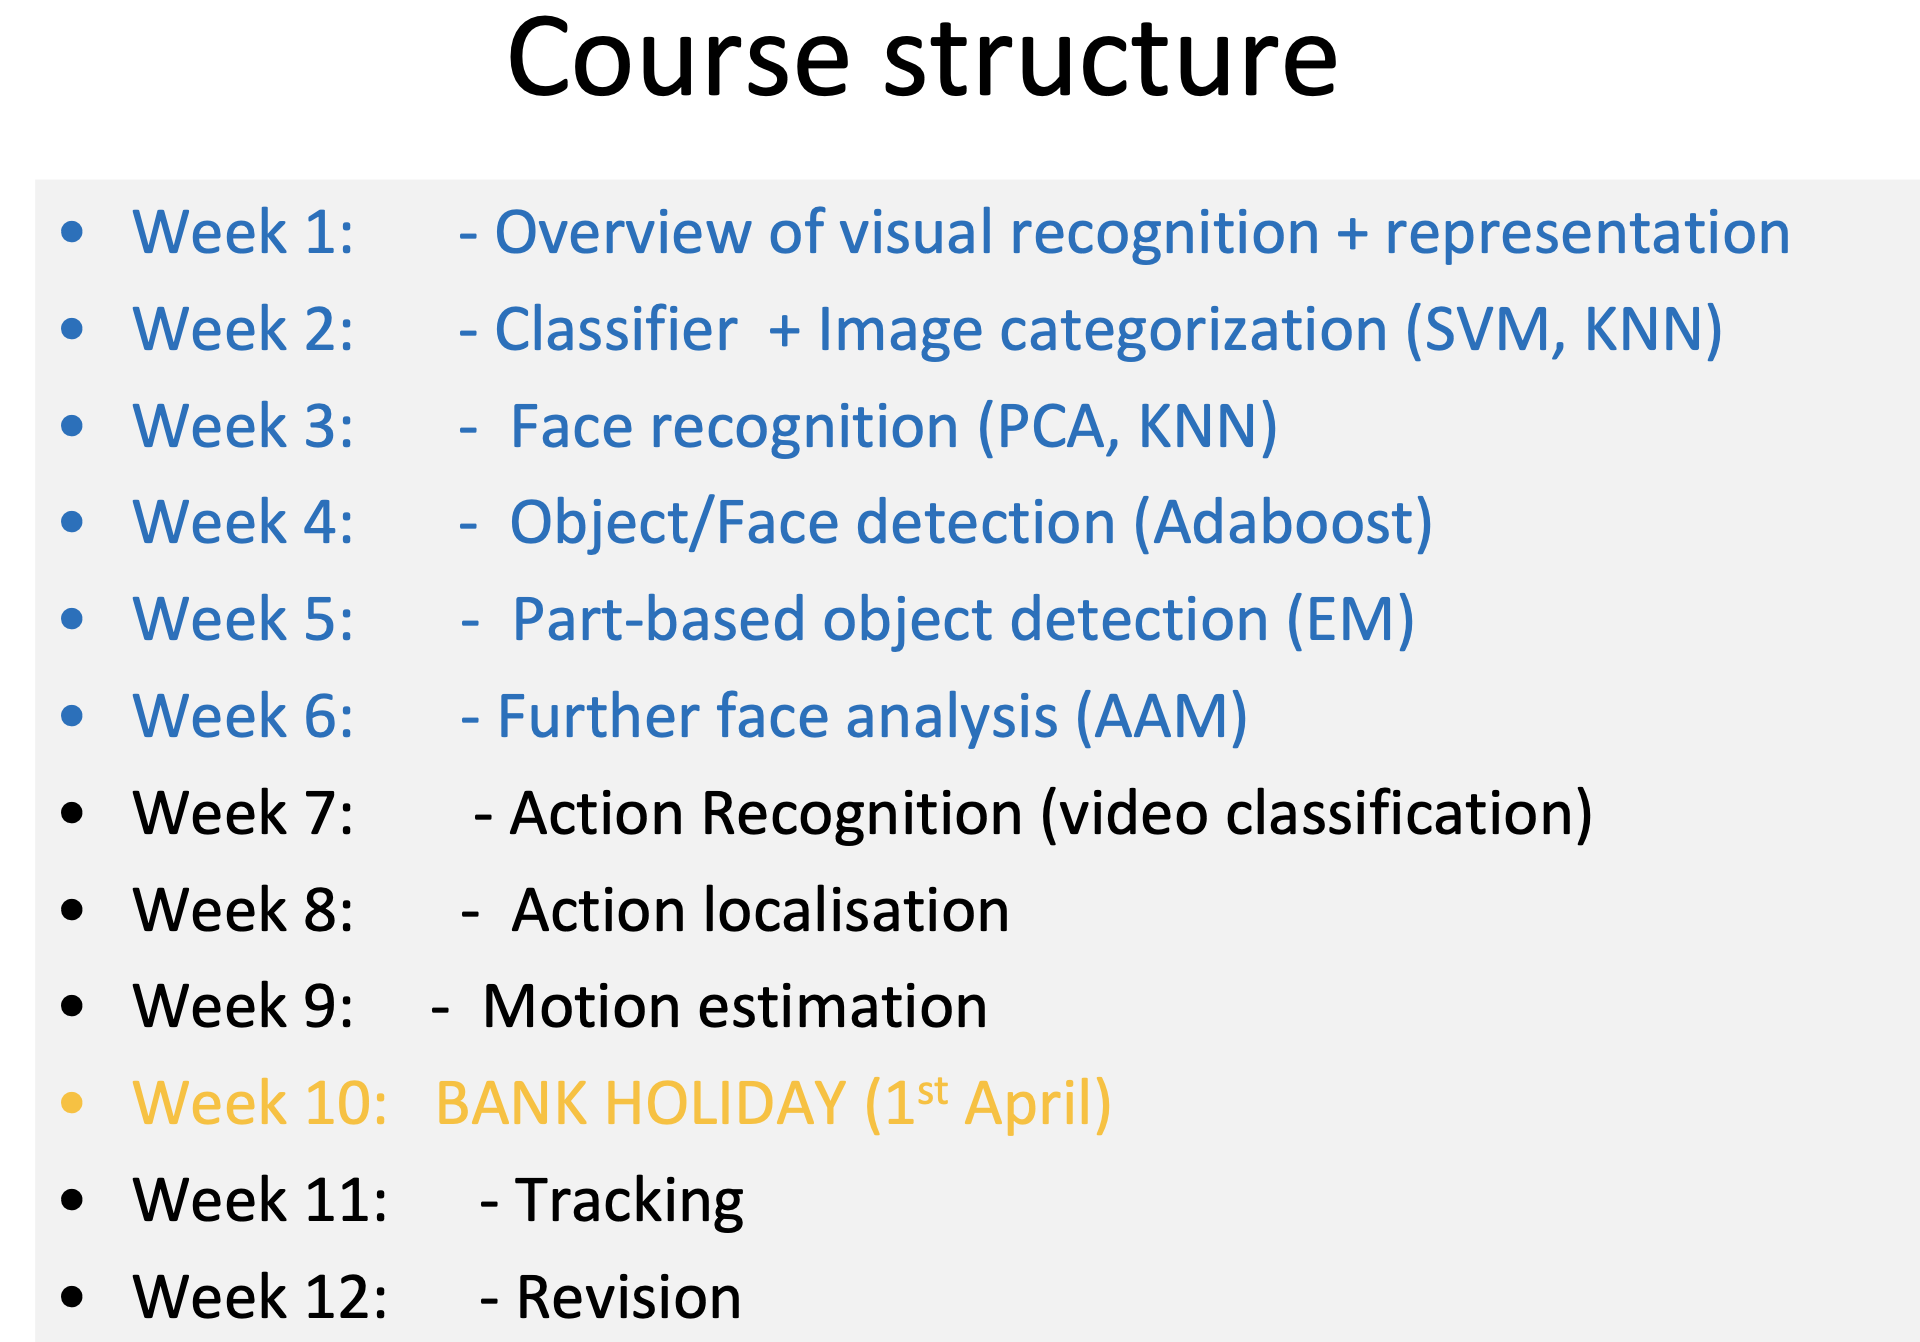 Course structure
• Week 1: - Overview of visual recognition + representation
• Week 2: - Classifier + Image categorization (SVM, KNN)
• Week 3: - Face recognition (PCA, KNN)
• Week 4: - Object/Face detection (Adaboost)
• Week 5: - Part-based object detection (EM)
• Week 6: - Further face analysis (AAM)
• Week 7: - Action Recognition (video classification)
• Week 8: - Action localisation
• Week 9: - Motion estimation
• Week 10: BANK HOLIDAY (1st April)
• Week 11: - Tracking
• Week 12: - Revision